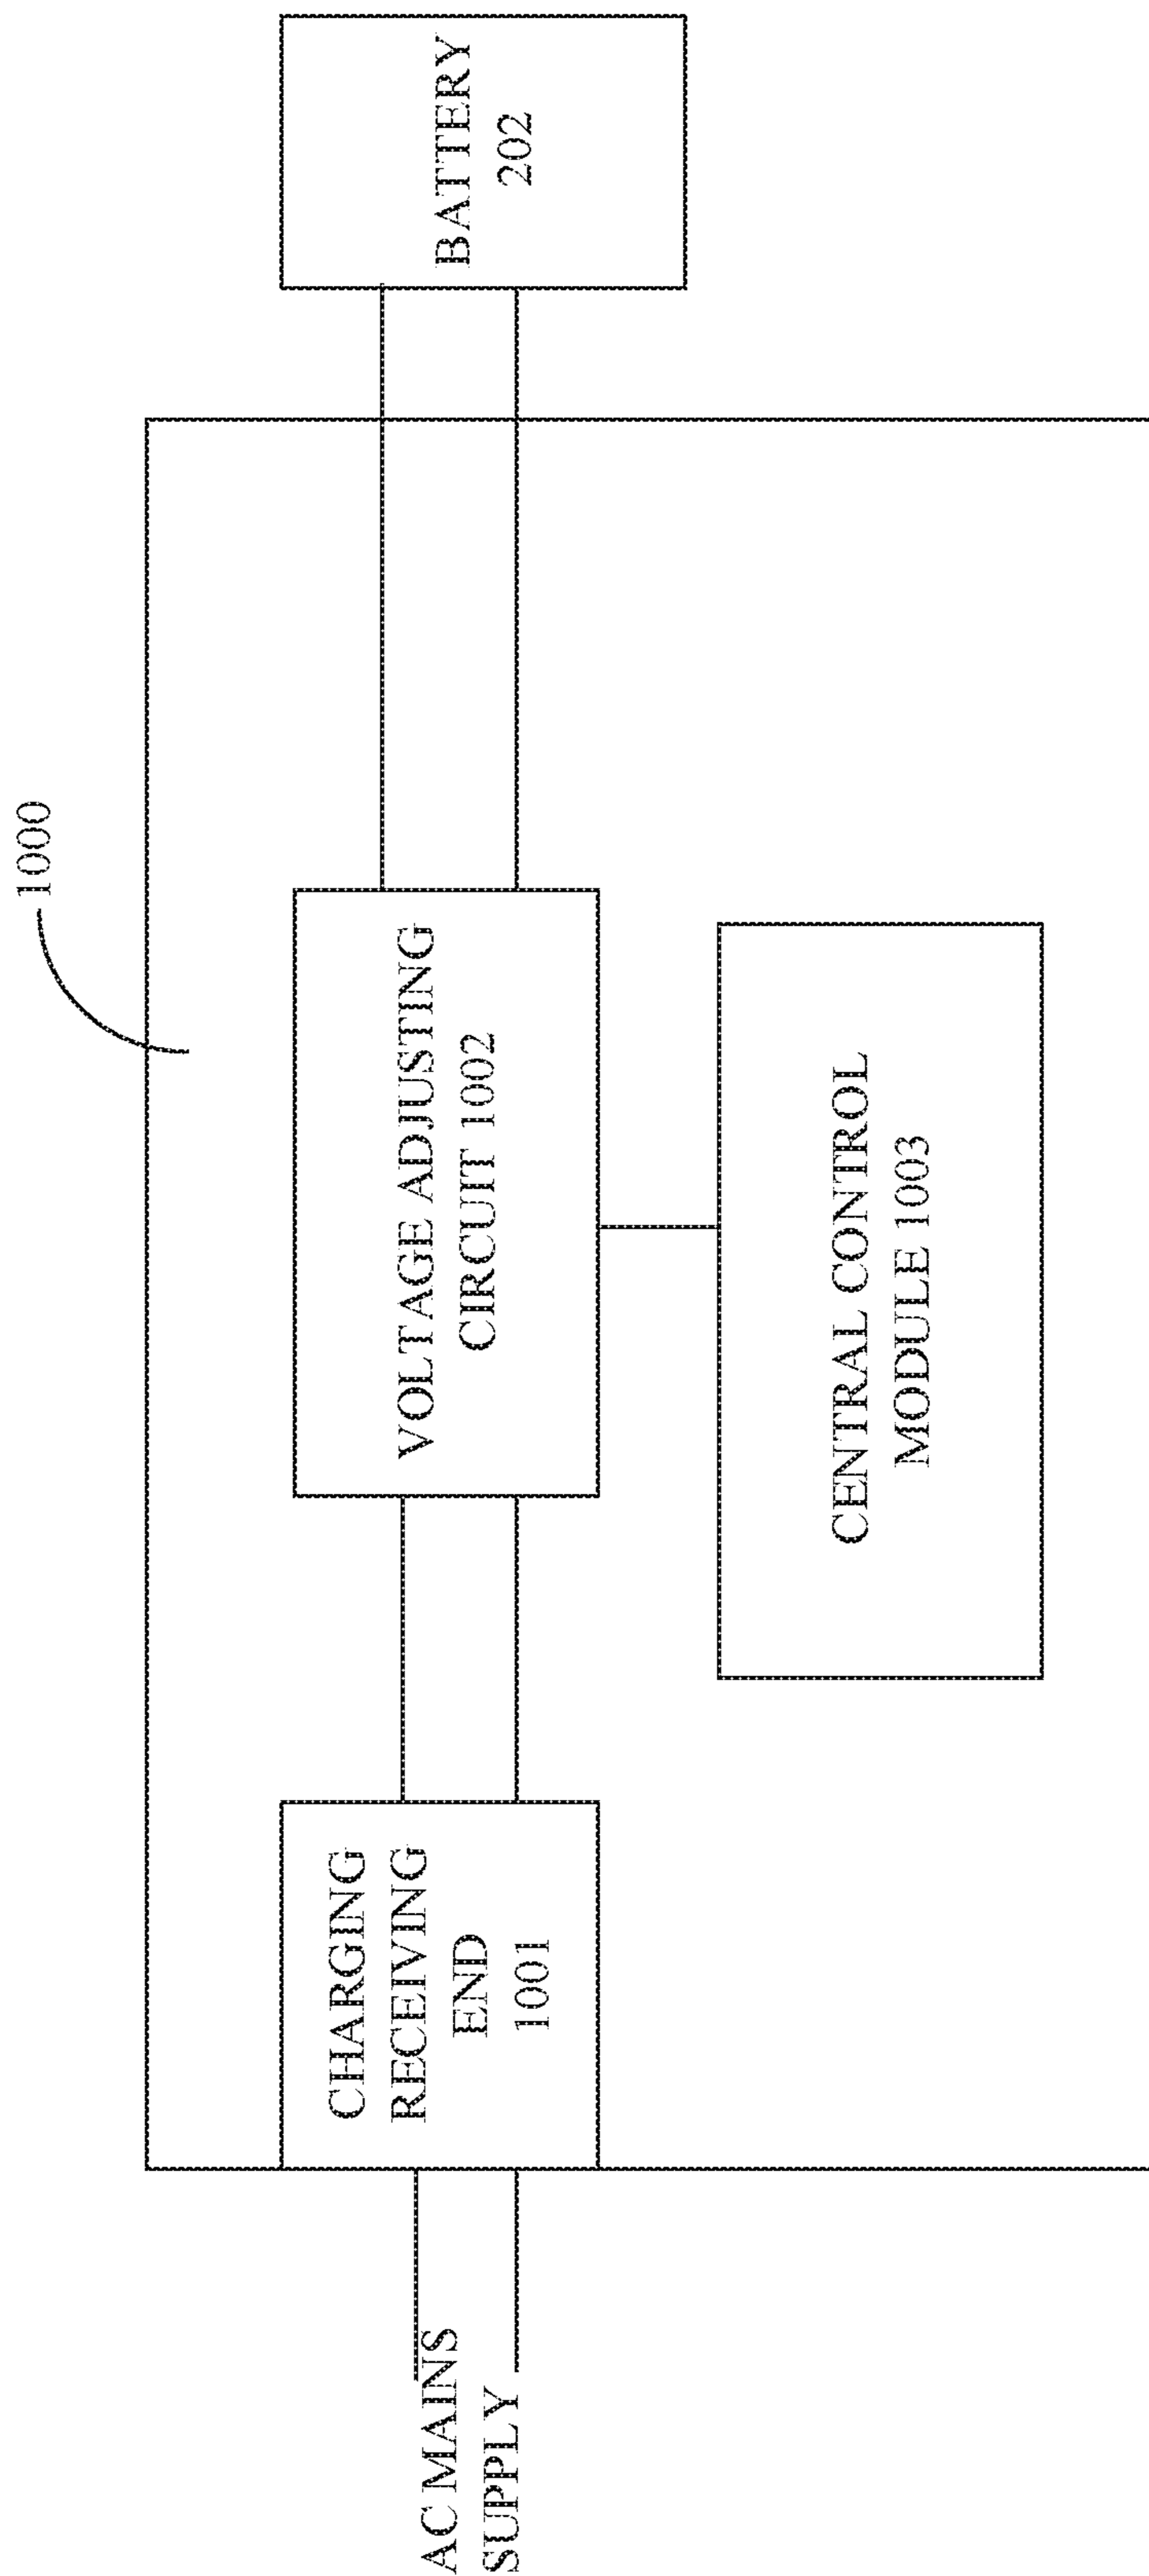 1000
AC MAINS
SUPPLY
CHARGING
RECEIVING
END
1001
VOLTAGE ADJUSTING
CIRCUIT 1002
BATTERY
202
CENTRAL CONTROL
MODULE 1003